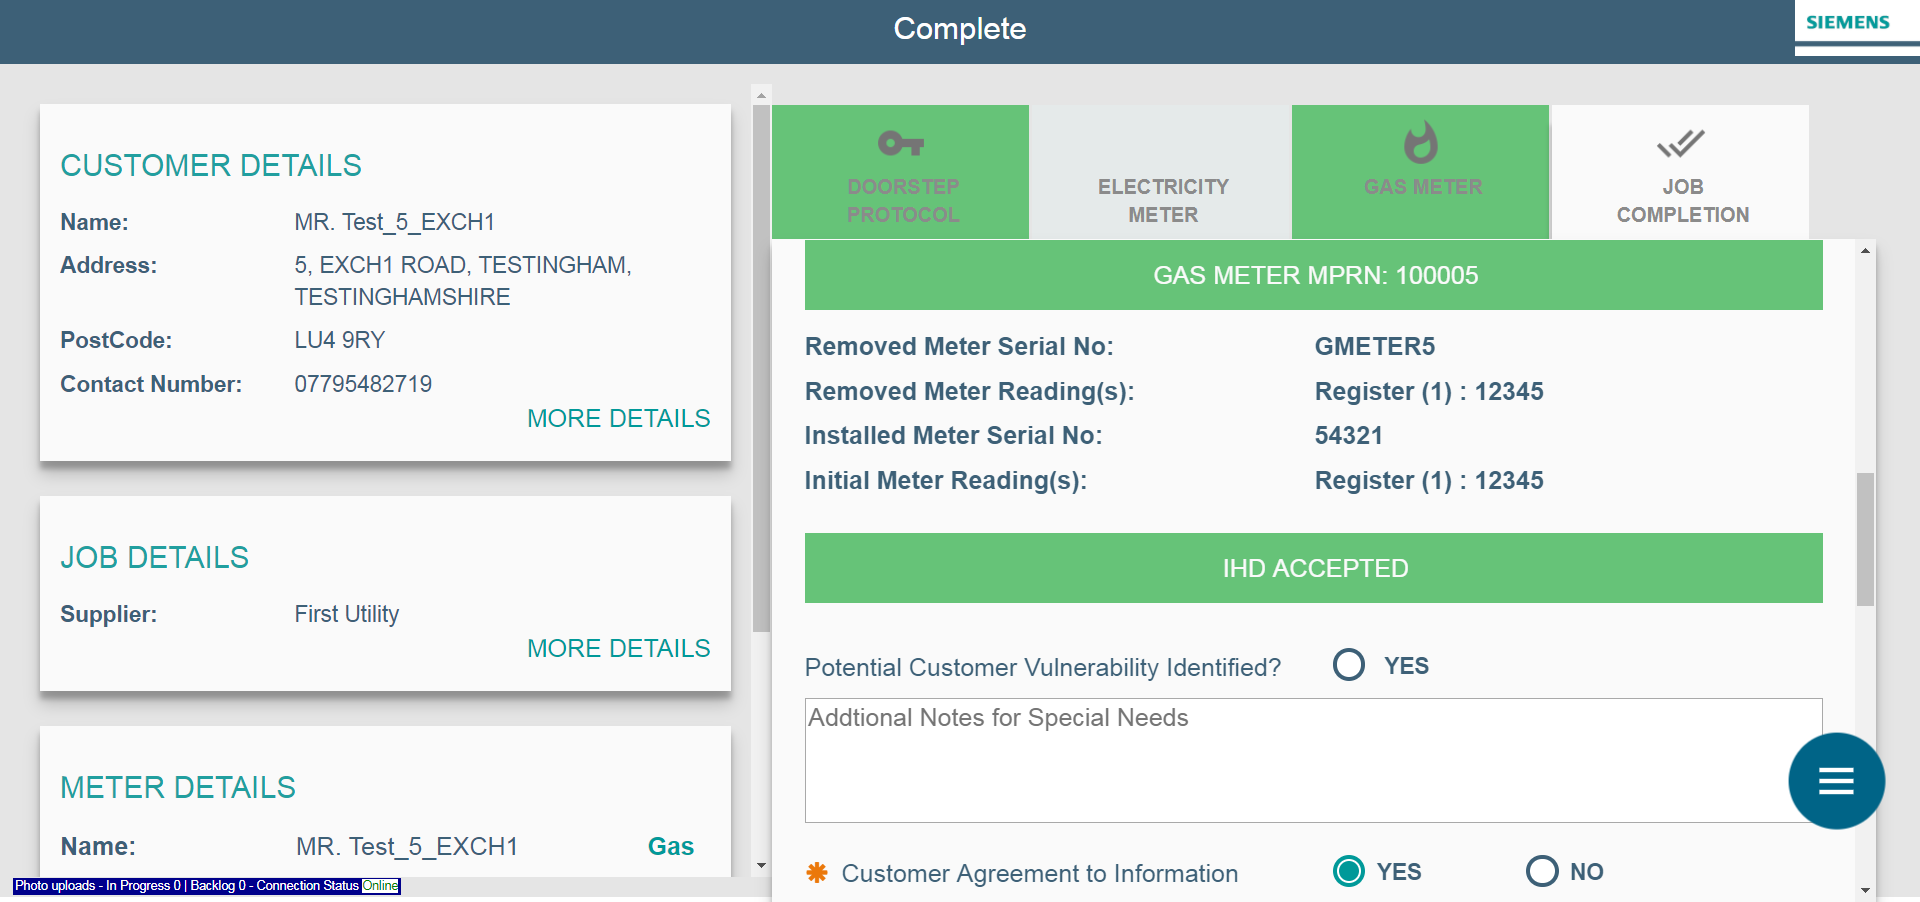 Complete
SIEMENS
CUSTOMER DETAILS
Name: MR. Test_5_EXCH1
Address: 5, EXCH1 ROAD, TESTINGHAM,
TESTINGHAMSHIRE
PostCode: LU4 9RY
Contact Number: 07795482719
MORE DETAILS
JOB DETAILS
Supplier: First Utility
MORE DETAILS
METER DETAILS
Name: MR. Test_5_EXCH1 Gas
Photo uploads - In Progress 0 | Backlog 0 - Connection Status Online
DOORSTEP
PROTOCOL
ELECTRICITY
METER
GAS METER
JOB
COMPLETION
GAS METER MPRN: 100005
Removed Meter Serial No: GMETER5
Removed Meter Reading(s): Register (1) : 12345
Installed Meter Serial No: 54321
Initial Meter Reading(s): Register (1) : 12345
IHD ACCEPTED
Potential Customer Vulnerability Identified? YES
Addtional Notes for Special Needs
Customer Agreement to Information YES NO